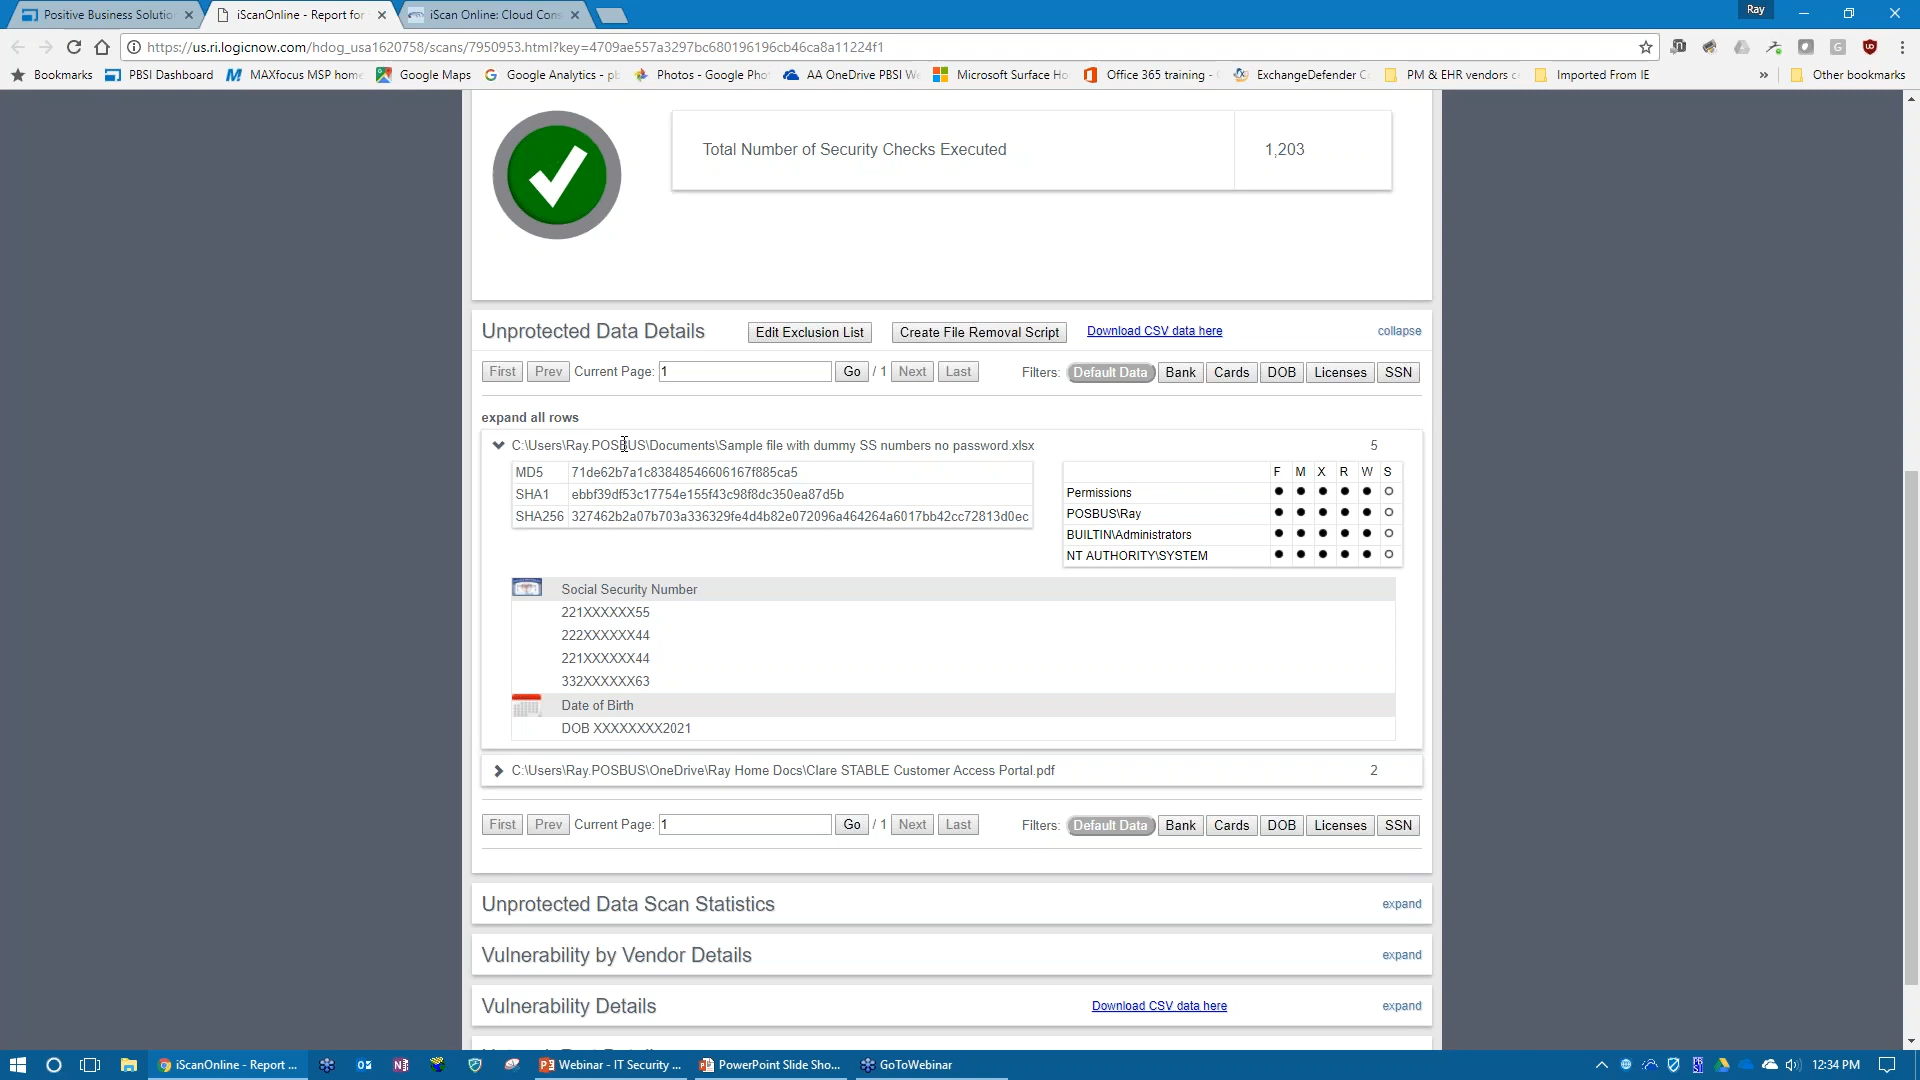 Positive Business Solutio
iScanOnline - Report for
iScan Online: Cloud Cons
Ray
https://us.ri.logicnow.com/hdog_usa1620758/scans/7950953.html?key=4709ae557a3297bc680196196cb46ca8a11224f1
Bookmarks
PBSI Dashboard
MAXfocus MSP home
Google Maps
Google Analytics - pb
Photos - Google Pho
AA OneDrive PBSI W
Microsoft Surface Ho
Office 365 training -
ExchangeDefender C
PM & EHR vendors c
Imported From IE
»
Other bookmarks
Total Number of Security Checks Executed 1,203
Unprotected Data Details Edit Exclusion List Create File Removal Script Download CSV data here collapse
First Prev Current Page: 1 Go / 1 Next Last Filters: Default Data Bank Cards DOB Licenses SSN
expand all rows
C:\Users\Ray.POSBUS\Documents\Sample file with dummy SS numbers no password.xlsx 5
MD5 71de62b7a1c83848546606167f885ca5
SHA1 ebbf39df53c17754e155f43c98f8dc350ea87d5b
SHA256 327462b2a07b703a336329fe4d4b82e072096a464264a6017bb42cc72813d0ec
F M X R W S
Permissions
POSBUS\Ray
BUILTIN\Administrators
NT AUTHORITY\SYSTEM
Social Security Number
221XXXXXX55
222XXXXXX44
221XXXXXX44
332XXXXXX63
Date of Birth
DOB XXXXXXXX2021
C:\Users\Ray.POSBUS\OneDrive\Ray Home Docs\Clare STABLE Customer Access Portal.pdf 2
First Prev Current Page: 1 Go / 1 Next Last Filters: Default Data Bank Cards DOB Licenses SSN
Unprotected Data Scan Statistics expand
Vulnerability by Vendor Details expand
Vulnerability Details Download CSV data here expand
iScanOnline - Report ...
Webinar - IT Security ...
PowerPoint Slide Sho...
GoToWebinar
12:34 PM